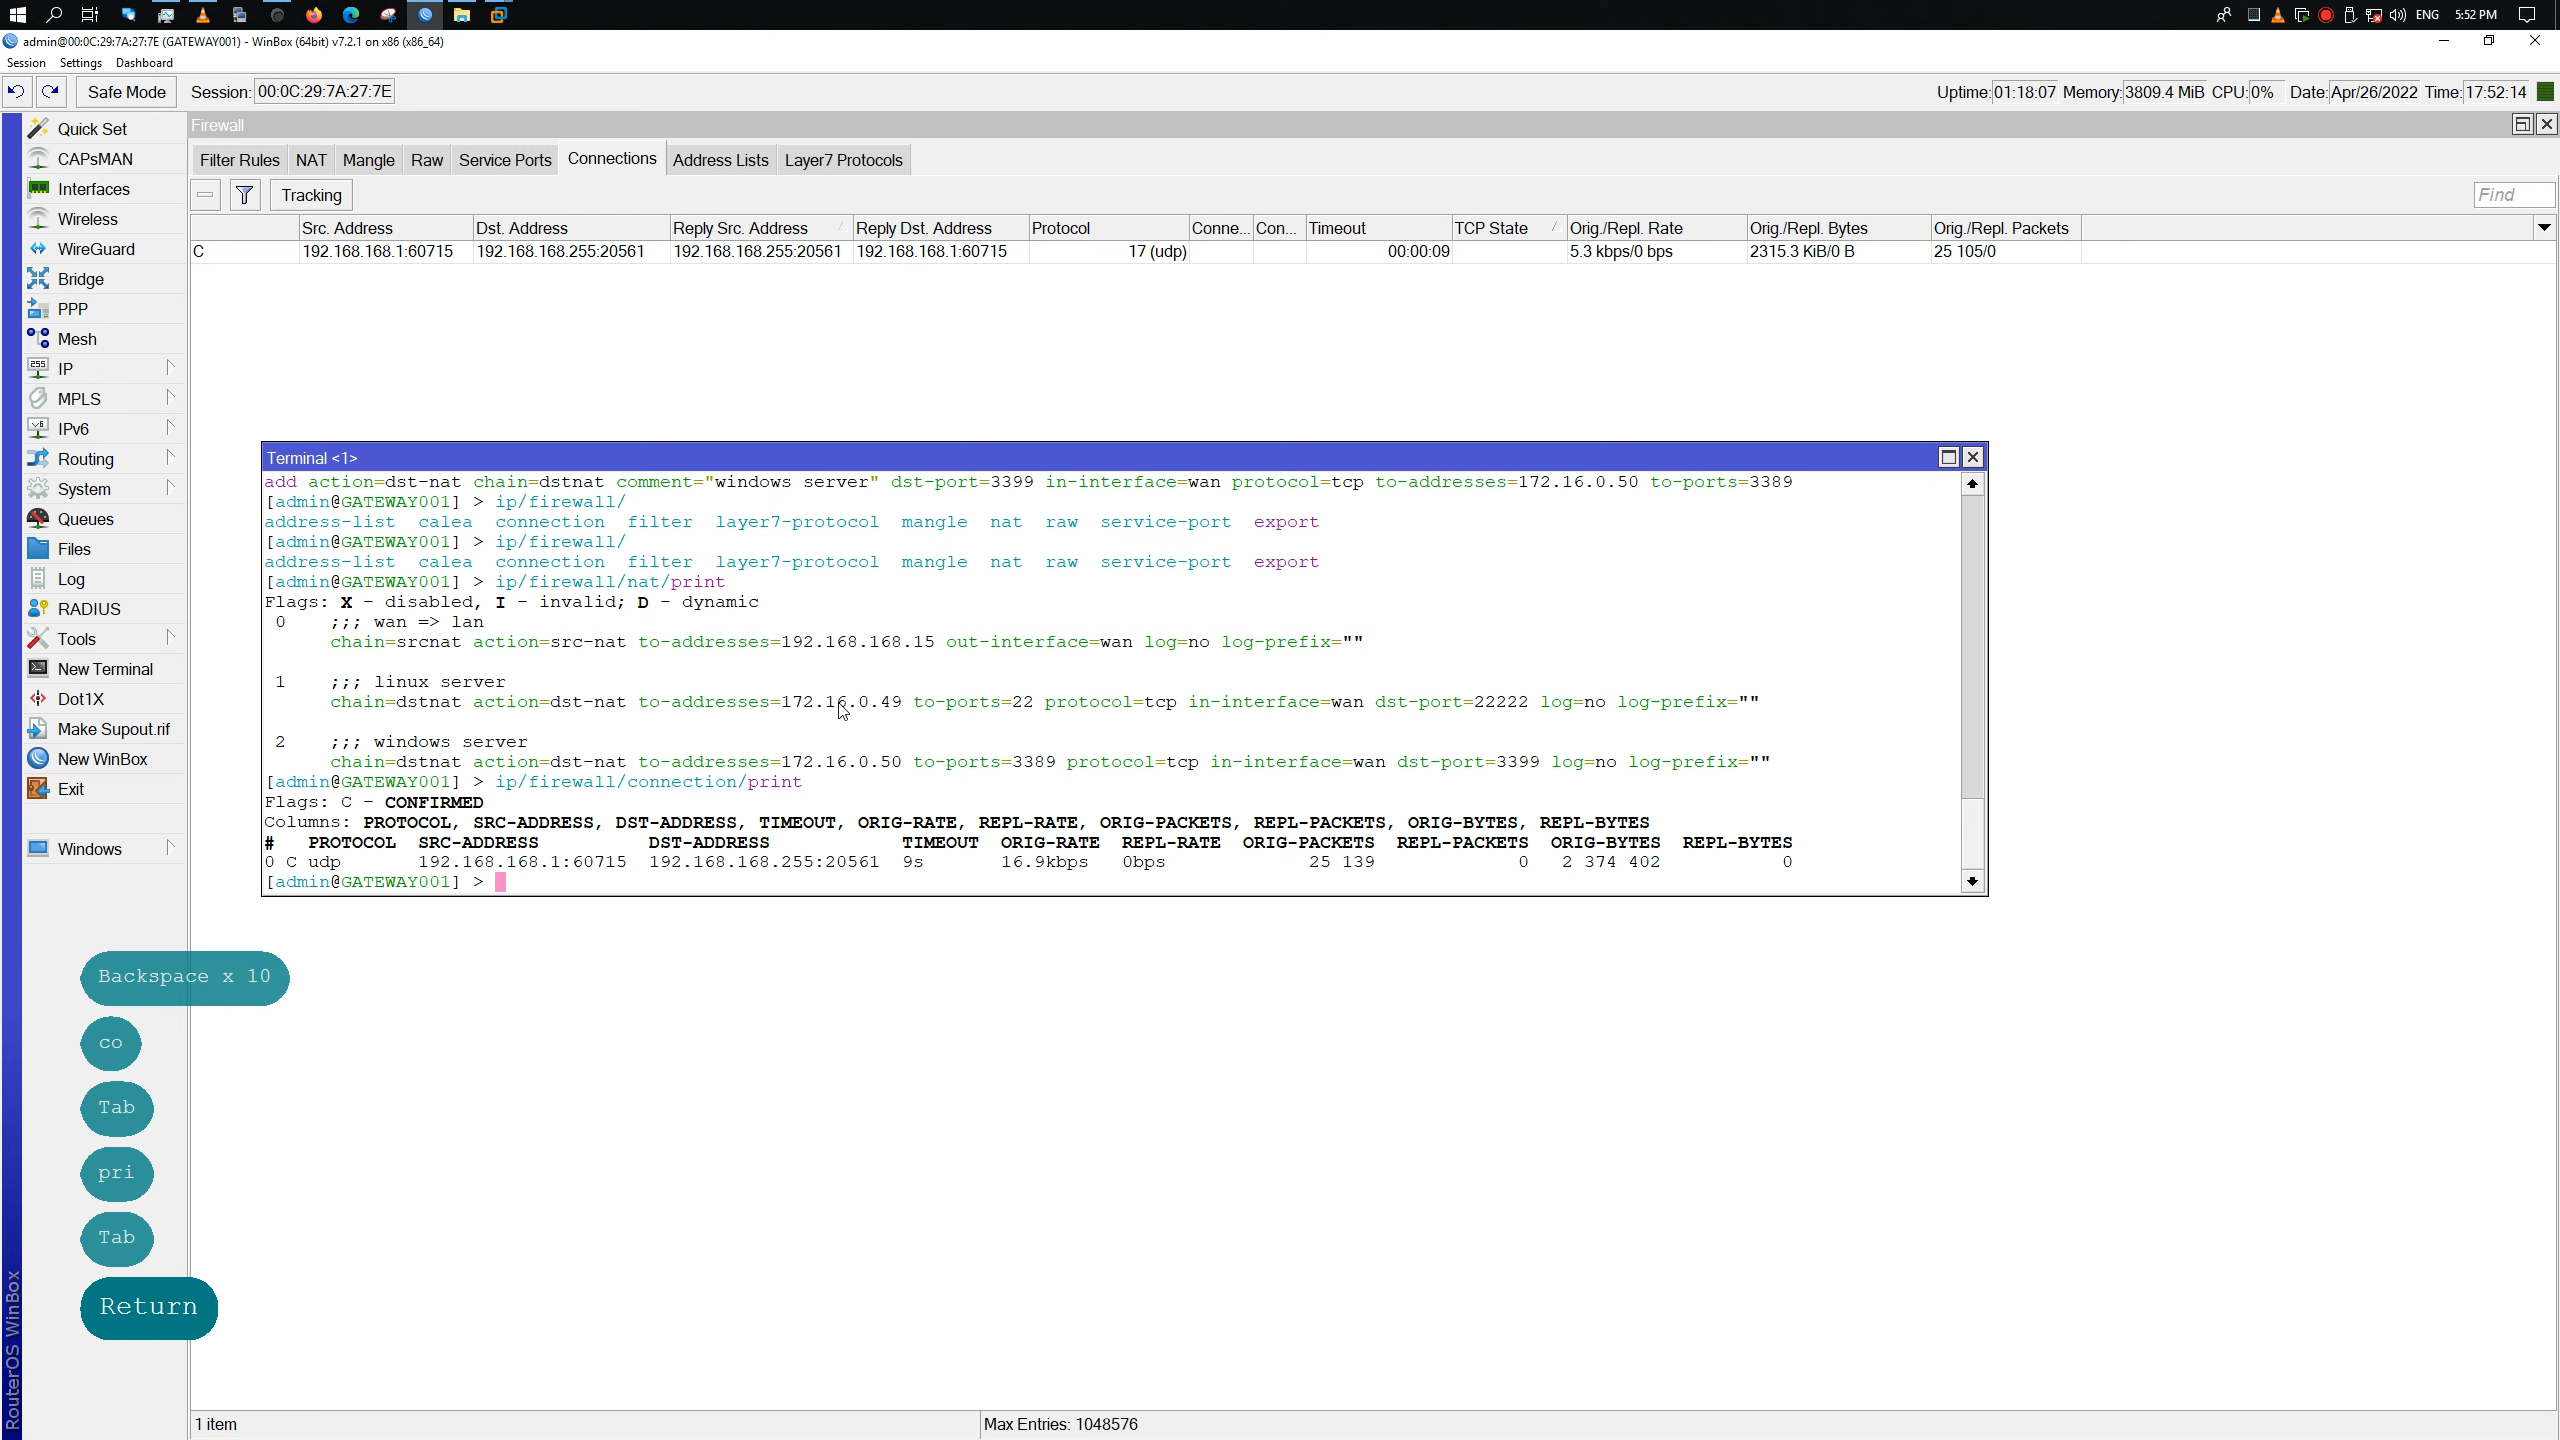 ENG 5:52 PM
admin@00:0C:29:7A:27:7E (GATEWAY001) - WinBox (64bit) v7.2.1 on x86 (x86_64)
Session Settings Dashboard
Safe Mode Session: 00:0C:29:7A:27:7E Uptime: 01:18:07 Memory: 3809.4 MiB CPU: 0% Date: Apr/26/2022 Time: 17:52:14
Quick Set
CAPsMAN
Interfaces
Wireless
WireGuard
Bridge
PPP
Mesh
IP
MPLS
IPv6
Routing
System
Queues
Files
Log
RADIUS
Tools
New Terminal
Dot1X
Make Supout.rif
New WinBox
Exit
Windows
RouterOS WinBox
Firewall
Filter Rules NAT Mangle Raw Service Ports Connections Address Lists Layer7 Protocols
Tracking Find
Src. Address Dst. Address Reply Src. Address Reply Dst. Address Protocol Conne... Con... Timeout TCP State Orig./Repl. Rate Orig./Repl. Bytes Orig./Repl. Packets
C 192.168.168.1:60715 192.168.168.255:20561 192.168.168.255:20561 192.168.168.1:60715 17 (udp) 00:00:09 5.3 kbps/0 bps 2315.3 KiB/0 B 25 105/0
Terminal <1>
add action=dst-nat chain=dstnat comment="windows server" dst-port=3399 in-interface=wan protocol=tcp to-addresses=172.16.0.50 to-ports=3389
[admin@GATEWAY001] > ip/firewall/
address-list calea connection filter layer7-protocol mangle nat raw service-port export
[admin@GATEWAY001] > ip/firewall/
address-list calea connection filter layer7-protocol mangle nat raw service-port export
[admin@GATEWAY001] > ip/firewall/nat/print
Flags: X - disabled, I - invalid; D - dynamic
0 ;;; wan => lan
chain=srcnat action=src-nat to-addresses=192.168.168.15 out-interface=wan log=no log-prefix=""
1 ;;; linux server
chain=dstnat action=dst-nat to-addresses=172.16.0.49 to-ports=22 protocol=tcp in-interface=wan dst-port=22222 log=no log-prefix=""
2 ;;; windows server
chain=dstnat action=dst-nat to-addresses=172.16.0.50 to-ports=3389 protocol=tcp in-interface=wan dst-port=3399 log=no log-prefix=""
[admin@GATEWAY001] > ip/firewall/connection/print
Flags: C - CONFIRMED
Columns: PROTOCOL, SRC-ADDRESS, DST-ADDRESS, TIMEOUT, ORIG-RATE, REPL-RATE, ORIG-PACKETS, REPL-PACKETS, ORIG-BYTES, REPL-BYTES
# PROTOCOL SRC-ADDRESS DST-ADDRESS TIMEOUT ORIG-RATE REPL-RATE ORIG-PACKETS REPL-PACKETS ORIG-BYTES REPL-BYTES
0 C udp 192.168.168.1:60715 192.168.168.255:20561 9s 16.9kbps 0bps 25 139 0 2 374 402 0
[admin@GATEWAY001] >
Backspace x 10
co
Tab
pri
Tab
Return
1 item Max Entries: 1048576